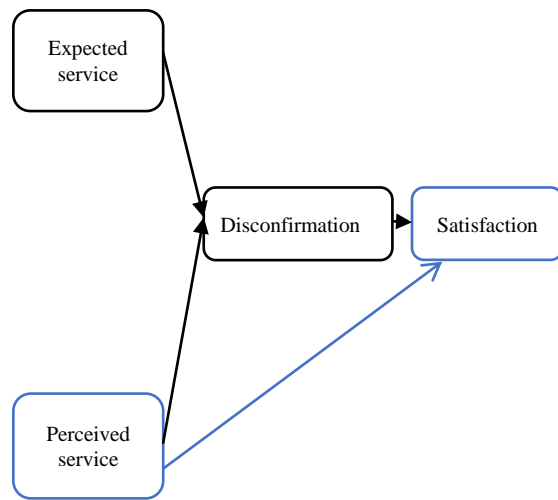 Expected
service
Disconfirmation
Satisfaction
Perceived
service